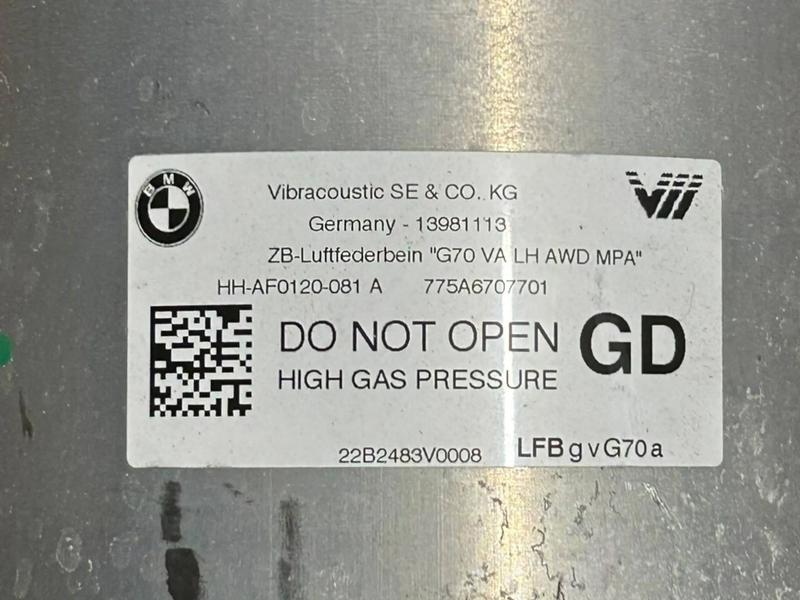 BMW
Vibracoustic SE & CO. KG
Germany - 13981113
ZB-Luftfederbein "G70 VA LH AWD MPA"
HH-AF0120-081 A 775A6707701
DO NOT OPEN GD
HIGH GAS PRESSURE
22B2483V0008 LFB g v G70 a